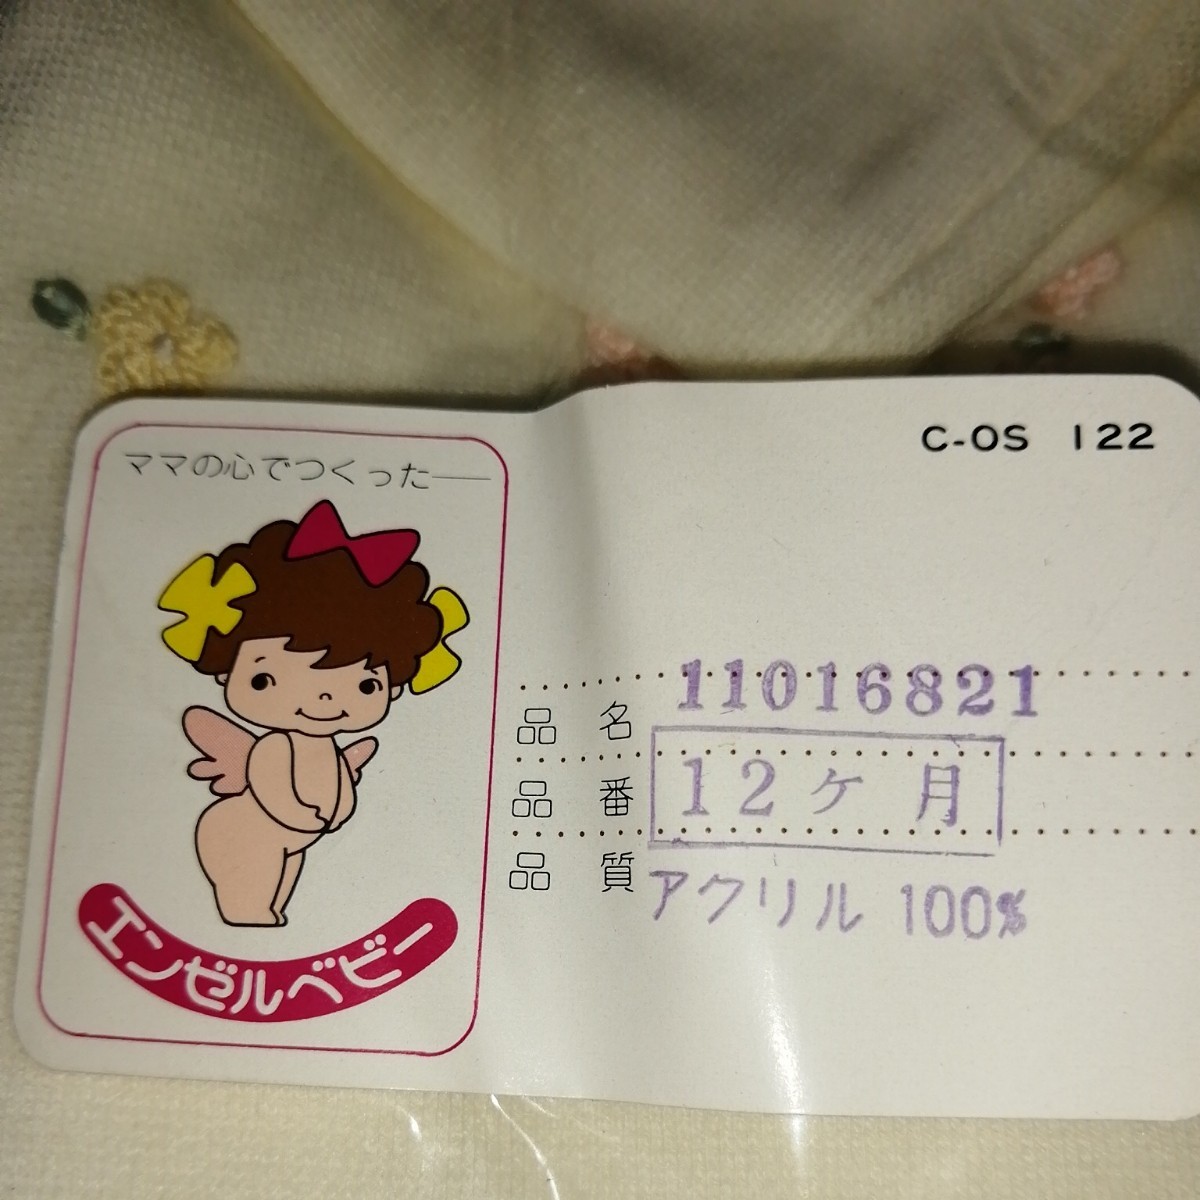 ママの心でつくった――
エンゼルベビー
C-OS 122
品 名 11016821
品 番 12ヶ月
品 質 アクリル 100%